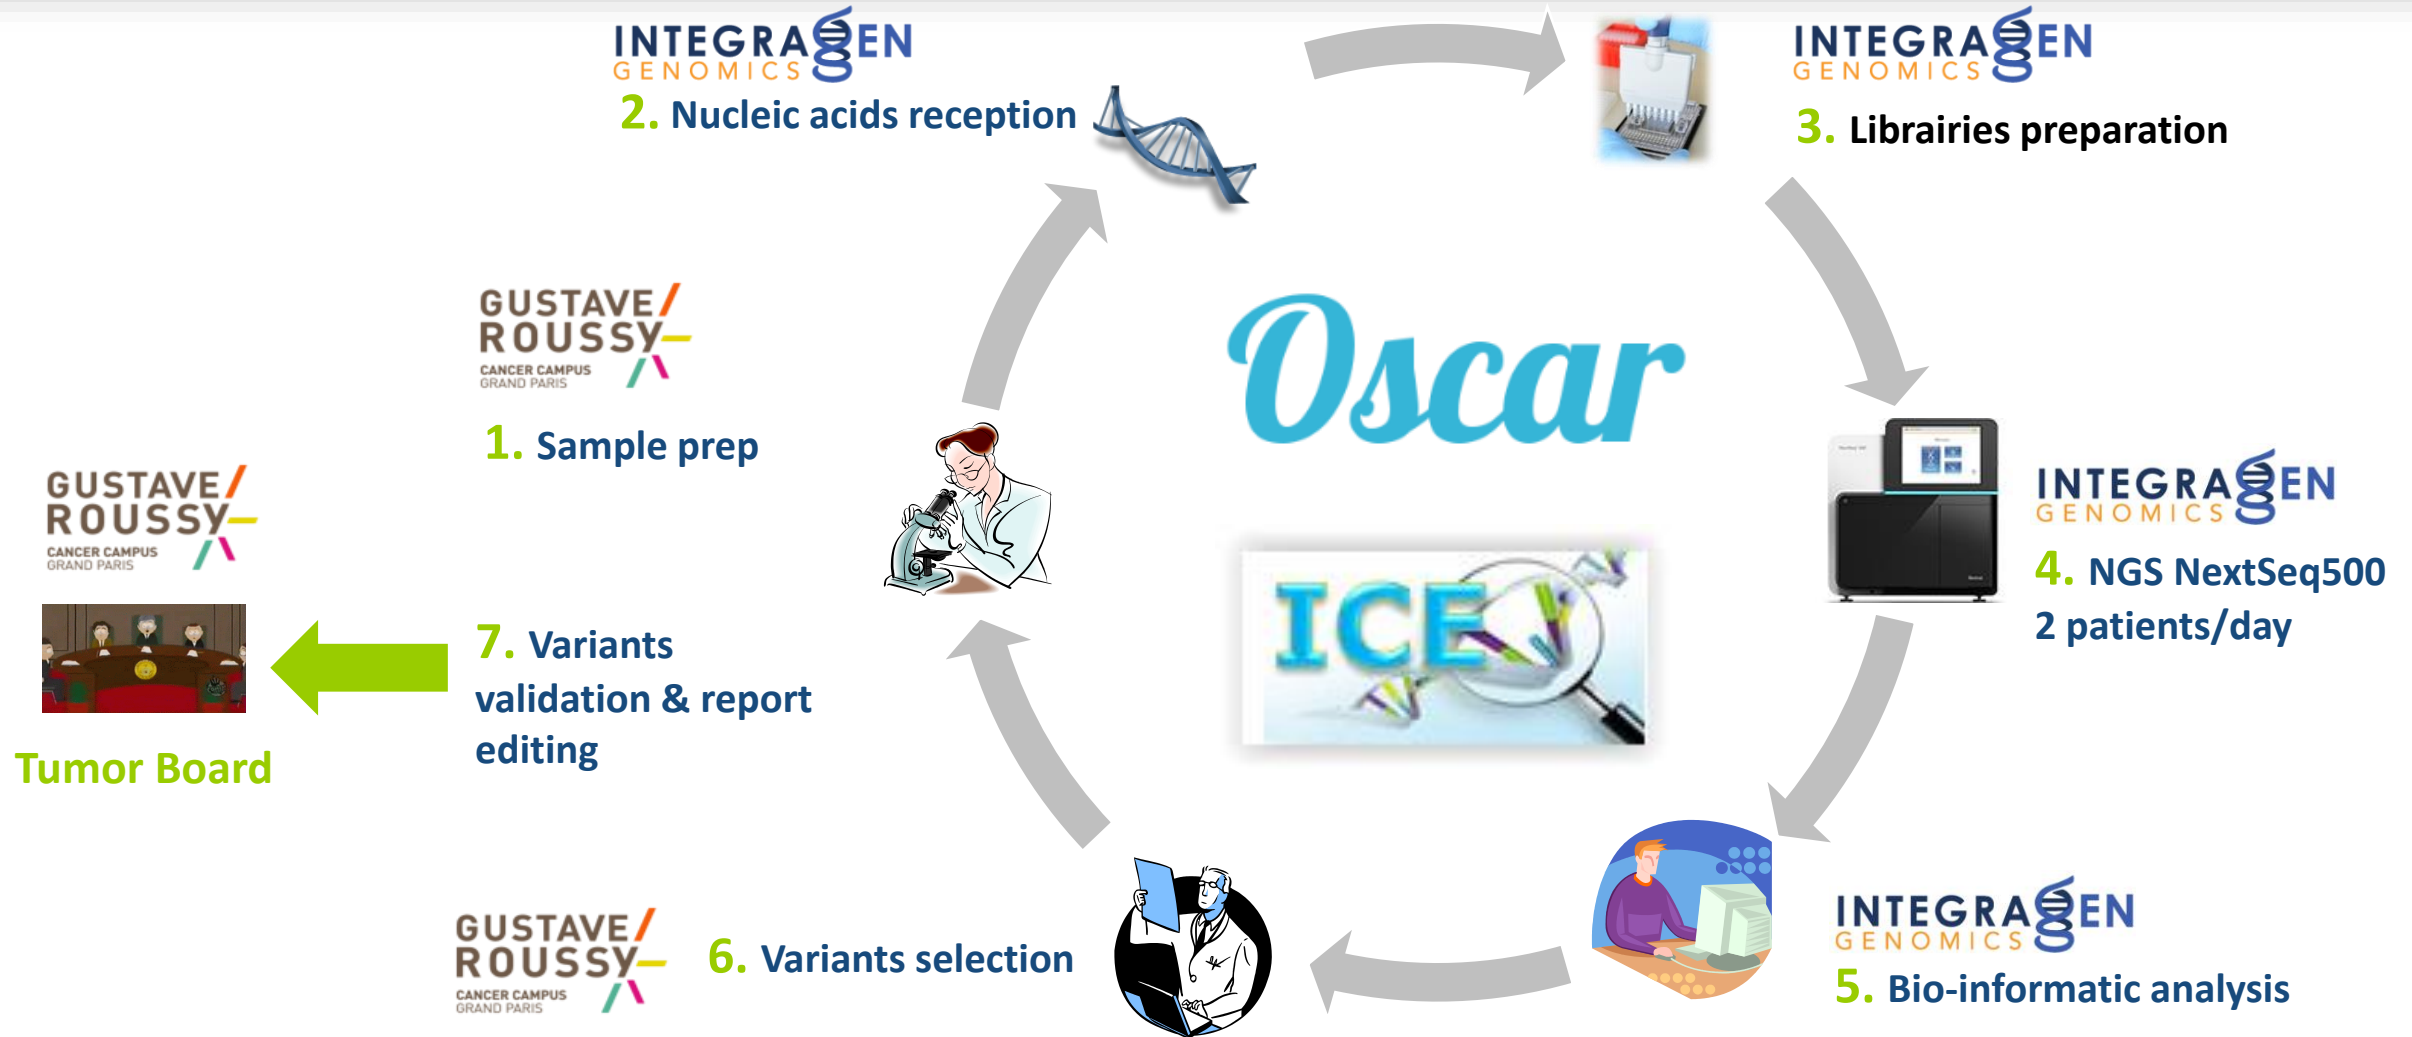 INTEGRAGEN
GENOMICS
2. Nucleic acids reception
INTEGRAGEN
GENOMICS
3. Librairies preparation
GUSTAVE
ROUSSY
CANCER CAMPUS
GRAND PARIS
1. Sample prep
Oscar
ICE
INTEGRAGEN
GENOMICS
4. NGS NextSeq500
2 patients/day
GUSTAVE
ROUSSY
CANCER CAMPUS
GRAND PARIS
Tumor Board
7. Variants
validation & report
editing
GUSTAVE
ROUSSY
CANCER CAMPUS
GRAND PARIS
6. Variants selection
INTEGRAGEN
GENOMICS
5. Bio-informatic analysis